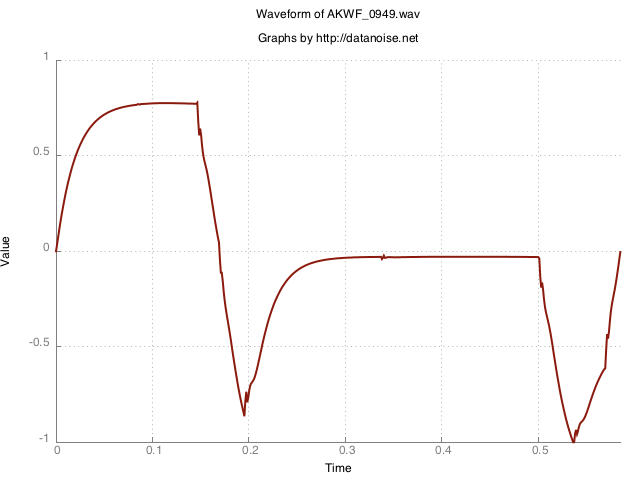 Waveform of AKWF_0949.wav
Graphs by http://datanoise.net
1
0.5
0
-0.5
-1
Value
0 0.1 0.2 0.3 0.4 0.5
Time